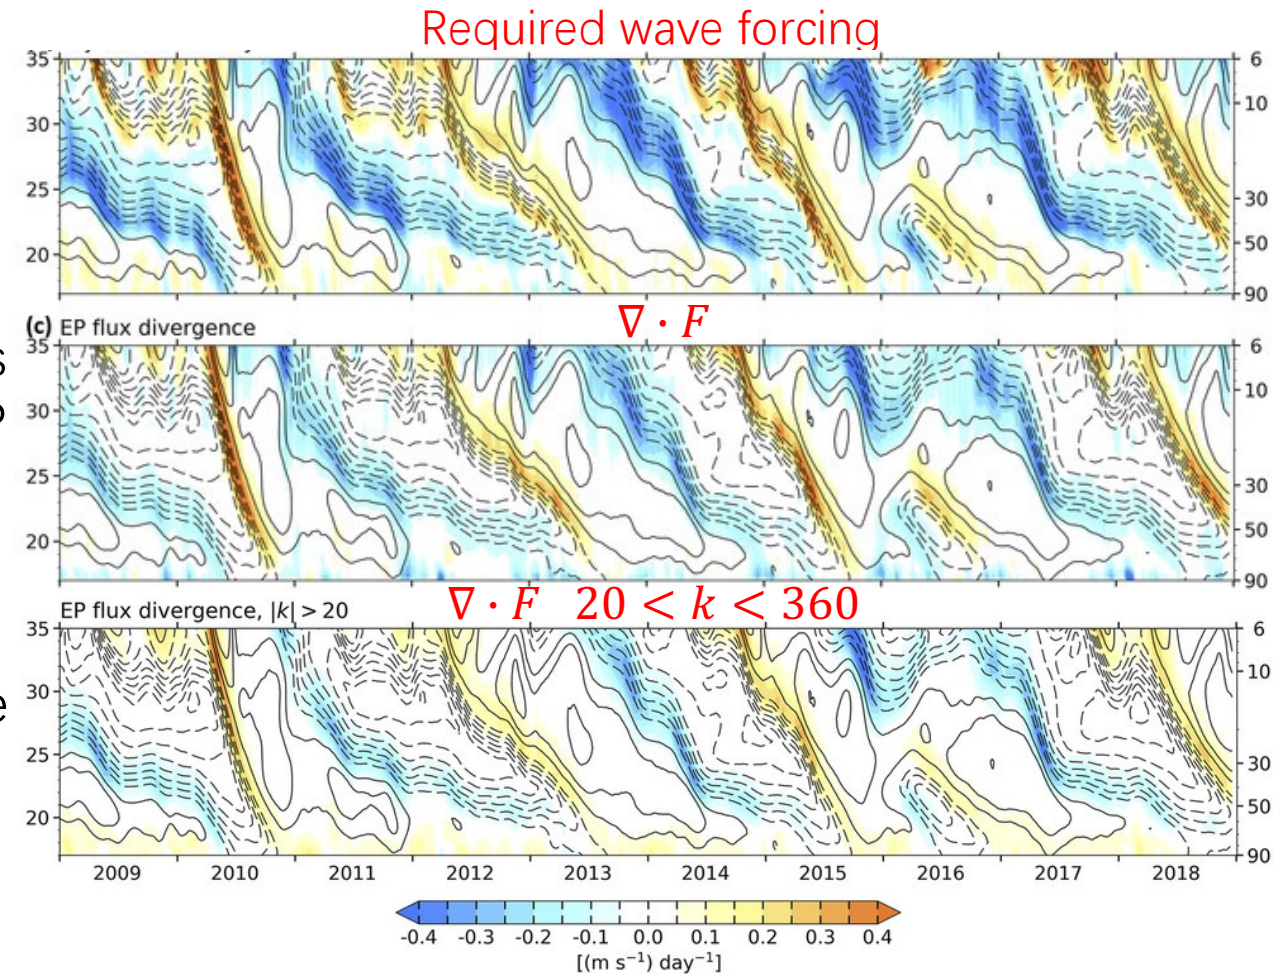 Required wave forcing
35 6
30 10
25 30
20 50
90
(c) EP flux divergence ∇ · F
35 6
30 10
25 30
20 50
90
EP flux divergence, |k| > 20 ∇ · F 20 < k < 360
35 6
30 10
25 30
20 50
90
2009 2010 2011 2012 2013 2014 2015 2016 2017 2018
-0.4 -0.3 -0.2 -0.1 0.0 0.1 0.2 0.3 0.4
[(m s⁻¹) day⁻¹]